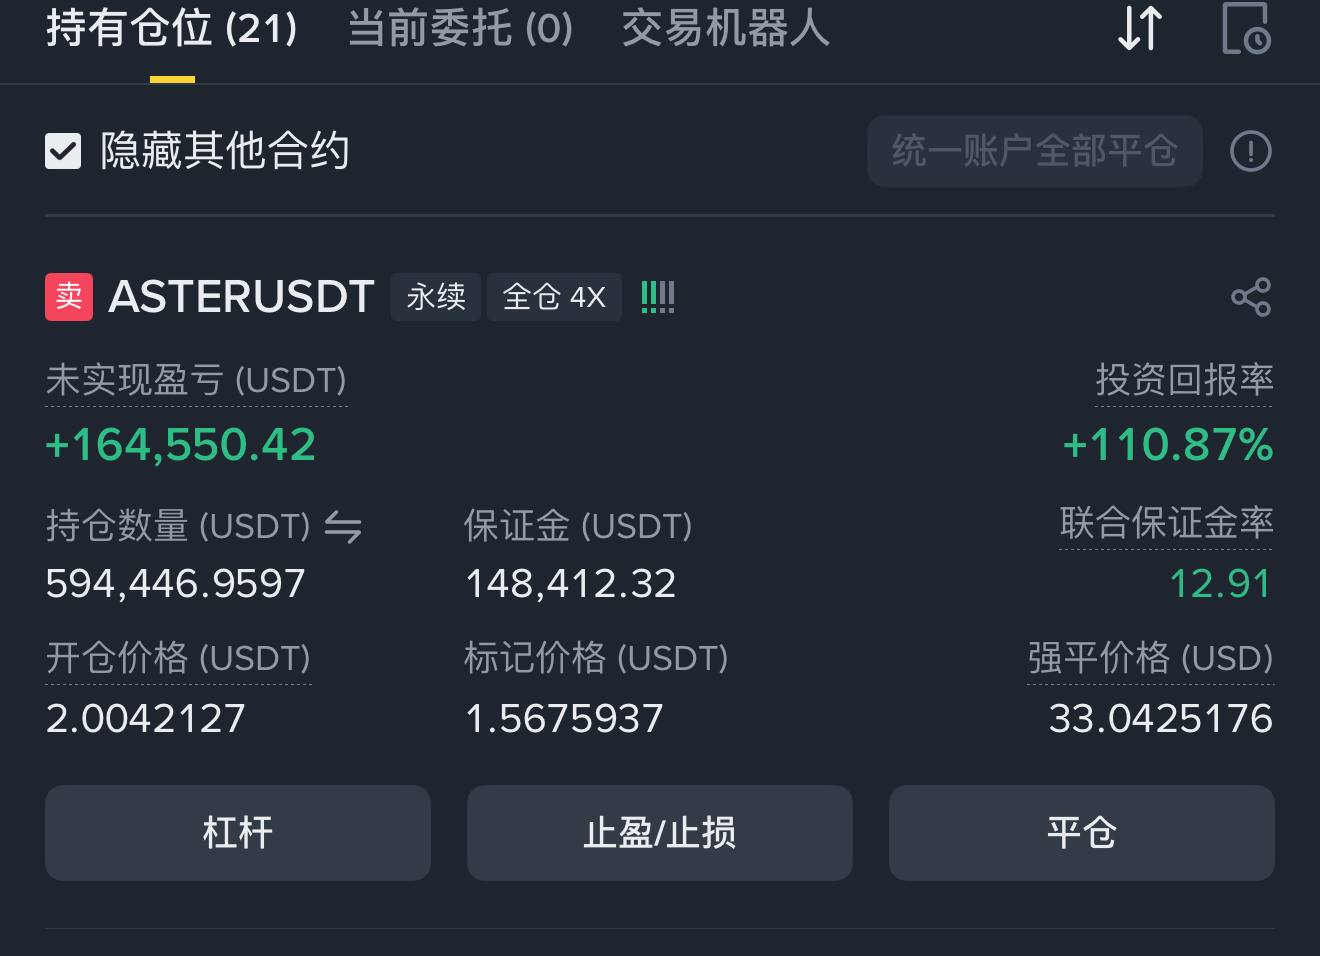 持有仓位 (21) 当前委托 (0) 交易机器人
隐藏其他合约 统一账户全部平仓
卖 ASTERUSDT 永续 全仓 4X
未实现盈亏 (USDT) 投资回报率
+164,550.42 +110.87%
持仓数量 (USDT) 保证金 (USDT) 联合保证金率
594,446.9597 148,412.32 12.91
开仓价格 (USDT) 标记价格 (USDT) 强平价格 (USD)
2.0042127 1.5675937 33.0425176
杠杆 止盈/止损 平仓